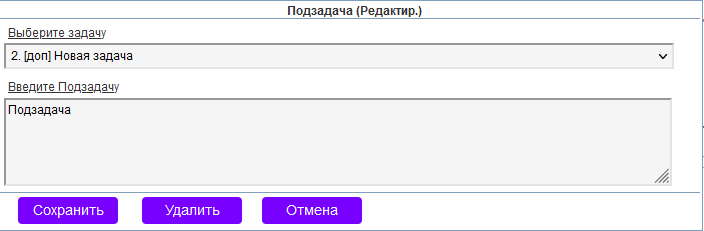 Подзадача (Редактир.)
Выберите задачу
2. [доп] Новая задача
Введите Подзадачу
Подзадача
Сохранить Удалить Отмена